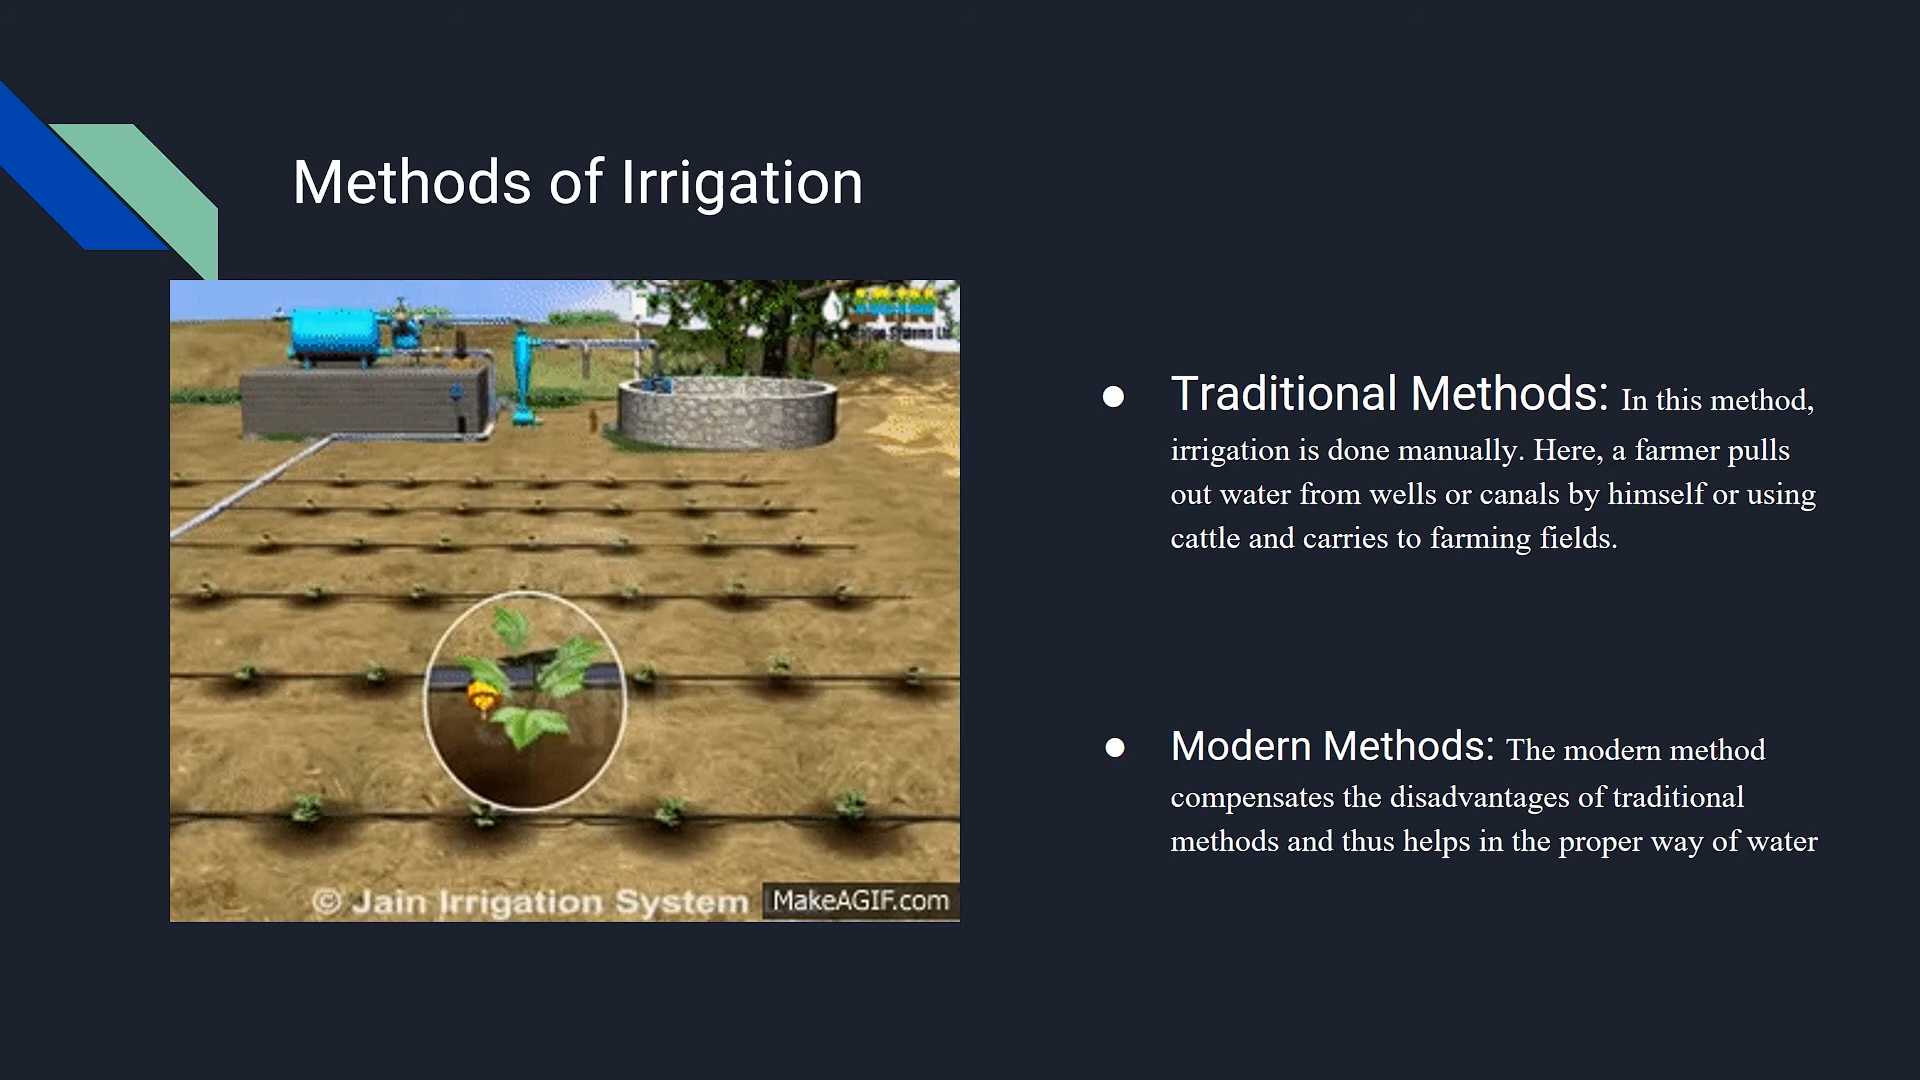 Methods of Irrigation
Traditional Methods: In this method,
irrigation is done manually. Here, a farmer pulls
out water from wells or canals by himself or using
cattle and carries to farming fields.
Modern Methods: The modern method
compensates the disadvantages of traditional
methods and thus helps in the proper way of water
© Jain Irrigation System
MakeAGIF.com